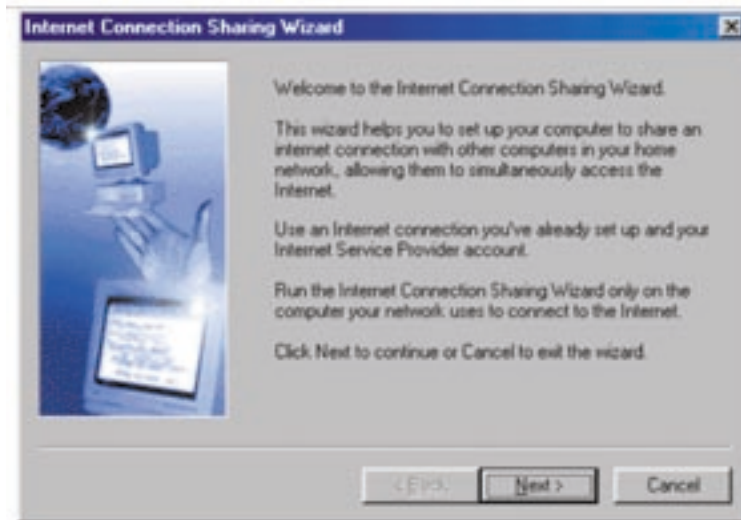 Internet Connection Sharing Wizard
Welcome to the Internet Connection Sharing Wizard.
This wizard helps you to set up your computer to share an
internet connection with other computers in your home
network, allowing them to simultaneously access the
Internet.
Use an Internet connection you've already set up and your
Internet Service Provider account.
Run the Internet Connection Sharing Wizard only on the
computer your network uses to connect to the Internet.
Click Next to continue or Cancel to exit the wizard.
< Back
Next >
Cancel